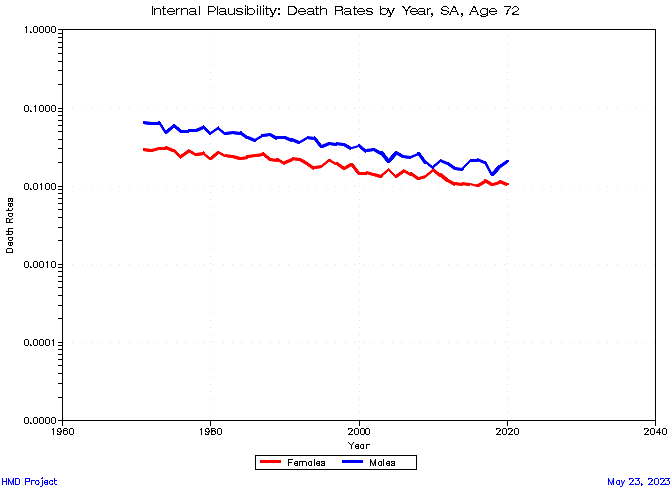 Internal Plausibility: Death Rates by Year, SA, Age 72
1.0000
0.1000
0.0100
0.0010
0.0001
0.0000
Death Rates
1960
1980
2000
2020
2040
Year
Females
Males
HMD Project
May 23, 2023